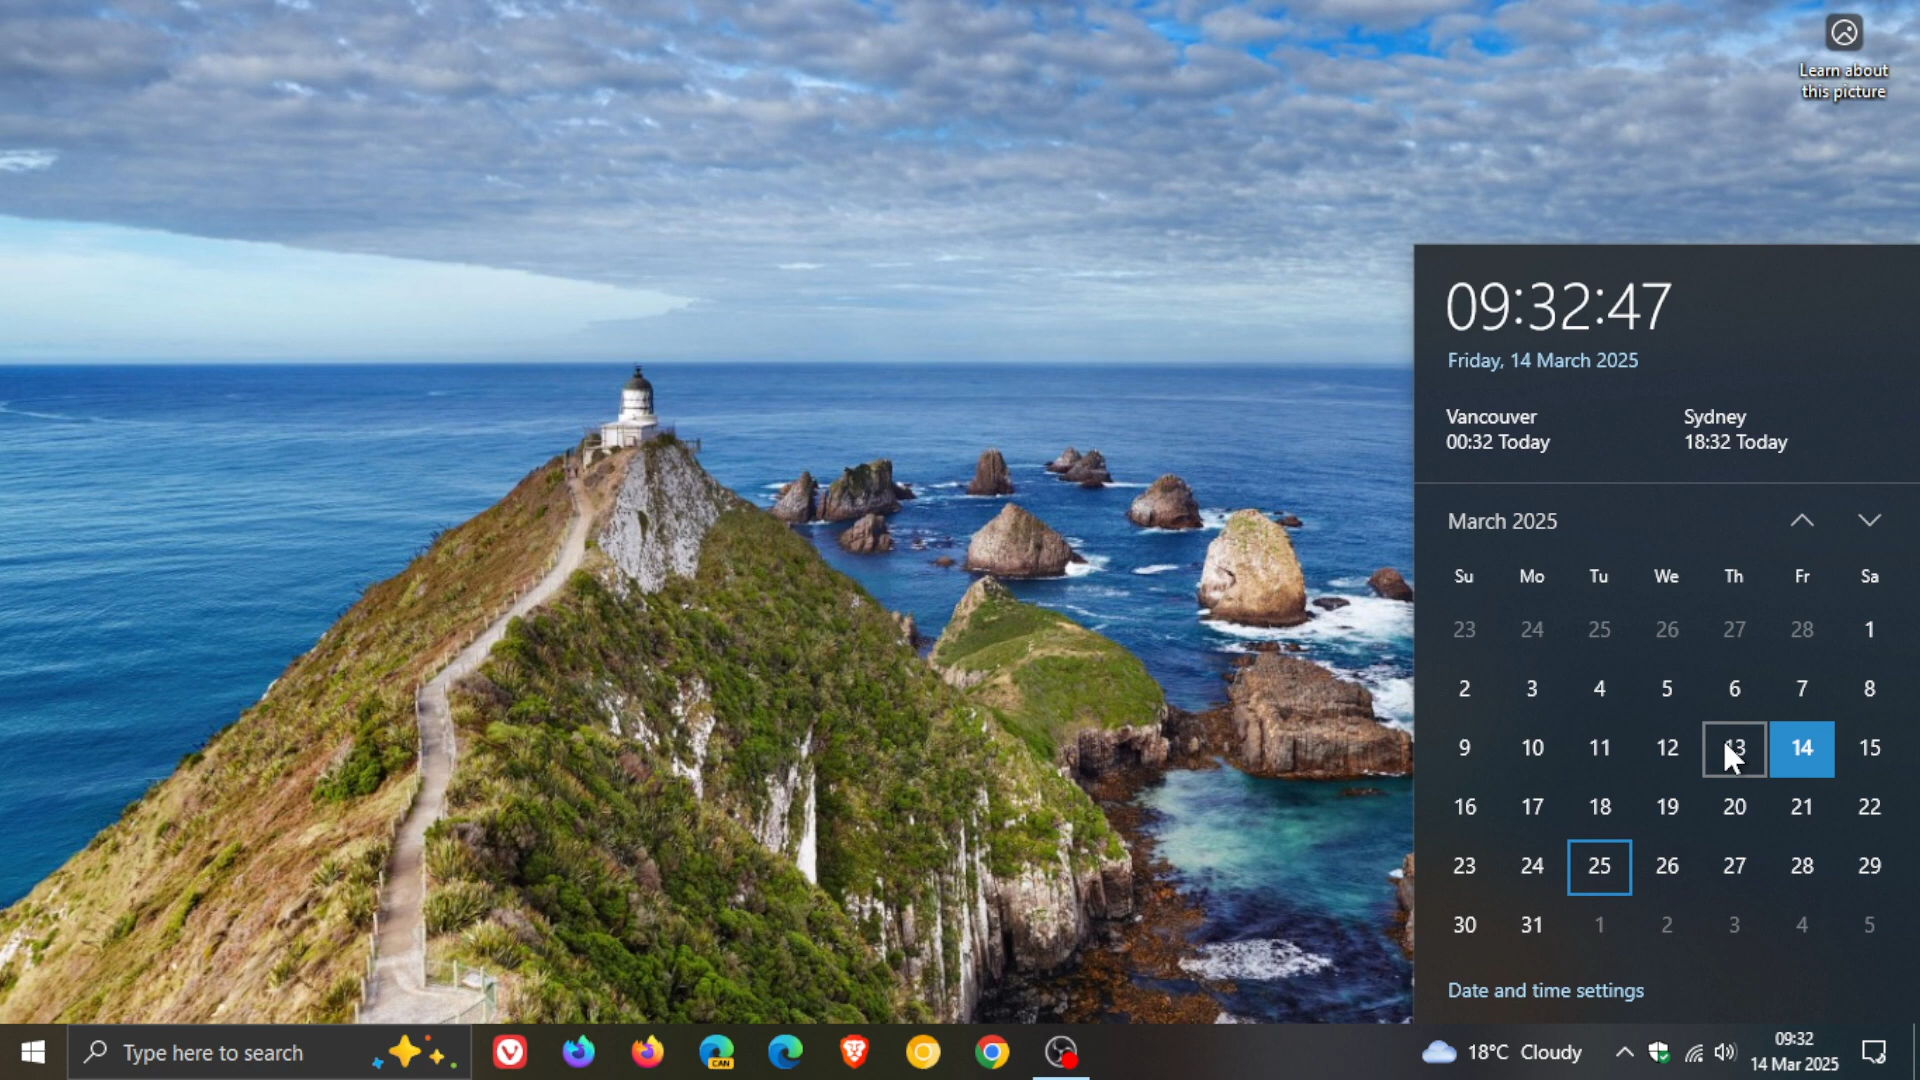 Learn about
this picture
09:32:47
Friday, 14 March 2025
Vancouver Sydney
00:32 Today 18:32 Today
March 2025
Su Mo Tu We Th Fr Sa
23 24 25 26 27 28 1
2 3 4 5 6 7 8
9 10 11 12 13 14 15
16 17 18 19 20 21 22
23 24 25 26 27 28 29
30 31 1 2 3 4 5
Date and time settings
Type here to search
CAN
18°C Cloudy
09:32
14 Mar 2025